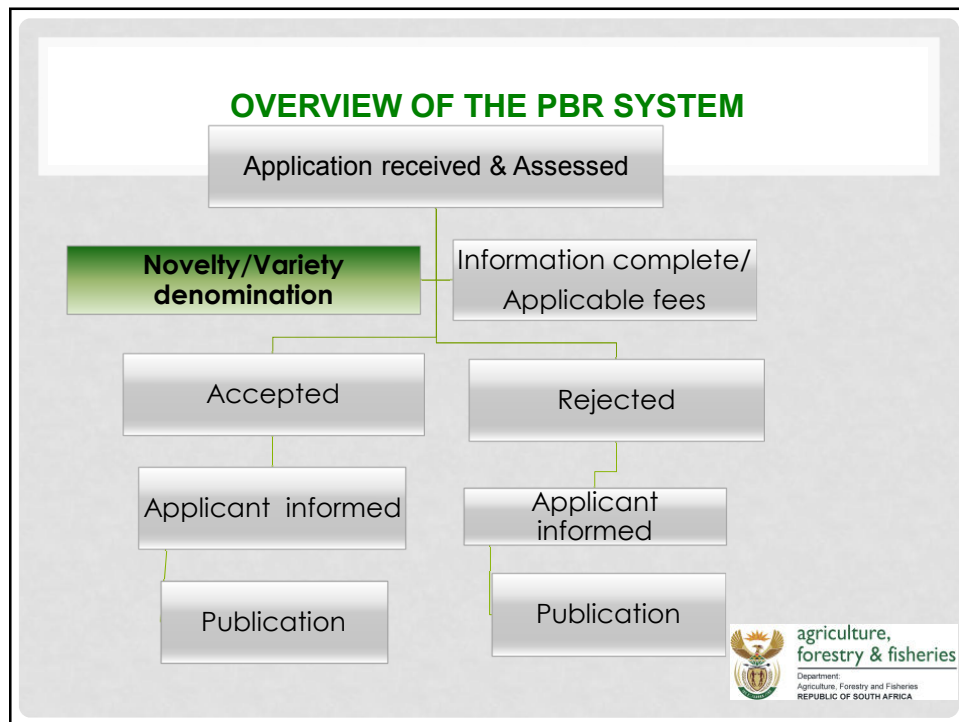 OVERVIEW OF THE PBR SYSTEM
Application received & Assessed
Novelty/Variety
denomination
Information complete/
Applicable fees
Accepted
Rejected
Applicant informed
Applicant
informed
Publication
Publication
agriculture,
forestry & fisheries
Department:
Agriculture, Forestry and Fisheries
REPUBLIC OF SOUTH AFRICA